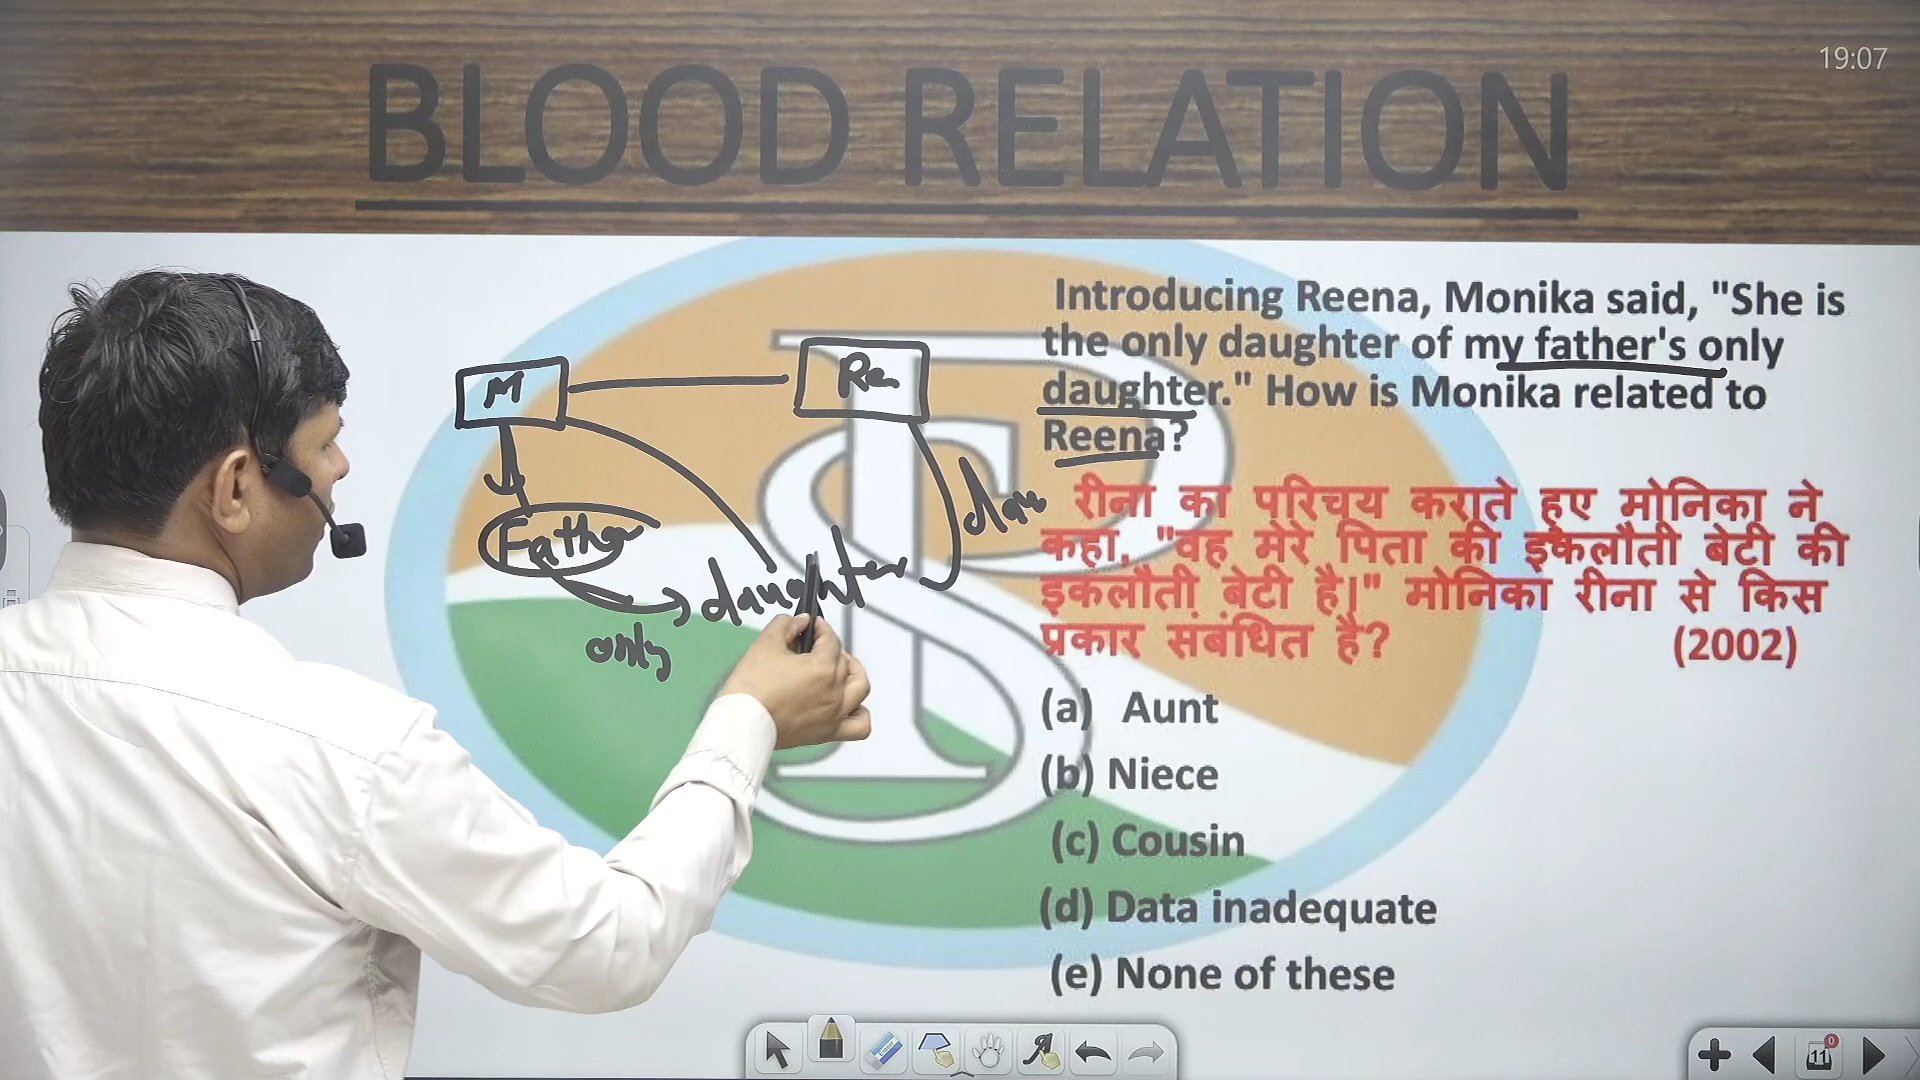 19:07
BLOOD RELATION
Introducing Reena, Monika said, "She is
the only daughter of my father's only
daughter." How is Monika related to
Reena?
रीना का परिचय कराते हुए मोनिका ने
कहा, "वह मेरे पिता की इकलौती बेटी की
इकलौती बेटी है।" मोनिका रीना से किस
प्रकार संबंधित है? (2002)
(a) Aunt
(b) Niece
(c) Cousin
(d) Data inadequate
(e) None of these
M
Re
Father
daughter
only
dau
11
0